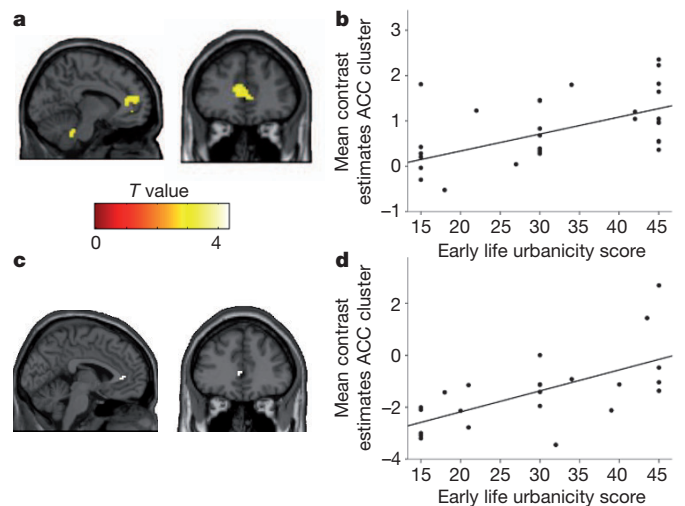 a
T value
0 4
b
Mean contrast
estimates ACC cluster
3
2
1
0
–1
15 20 25 30 35 40 45
Early life urbanicity score
c
d
Mean contrast
estimates ACC cluster
2
0
–2
–4
15 20 25 30 35 40 45
Early life urbanicity score